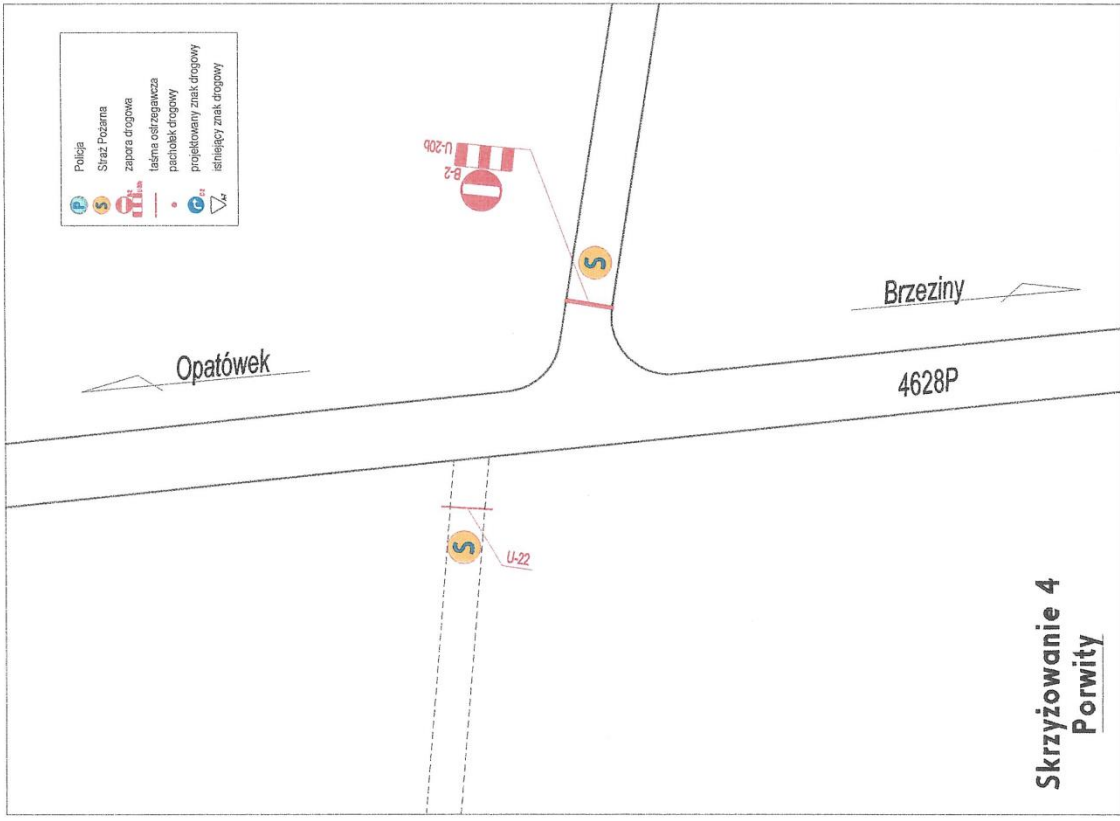 P Policja
S Straż Pożarna
zapora drogowa
taśma ostrzegawcza
pachołek drogowy
projektowany znak drogowy
istniejący znak drogowy
B-2
U-20b
S
Opatówek
Brzeziny
4628P
S
U-22
Skrzyżowanie 4
Porwity